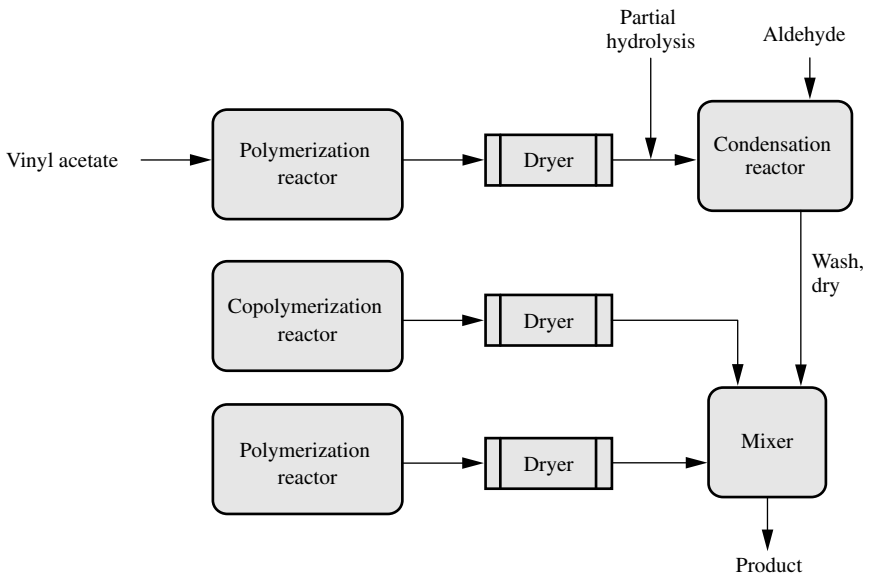 Partial
hydrolysis
Aldehyde
Vinyl acetate
Polymerization
reactor
Dryer
Condensation
reactor
Wash,
dry
Copolymerization
reactor
Dryer
Polymerization
reactor
Dryer
Mixer
Product